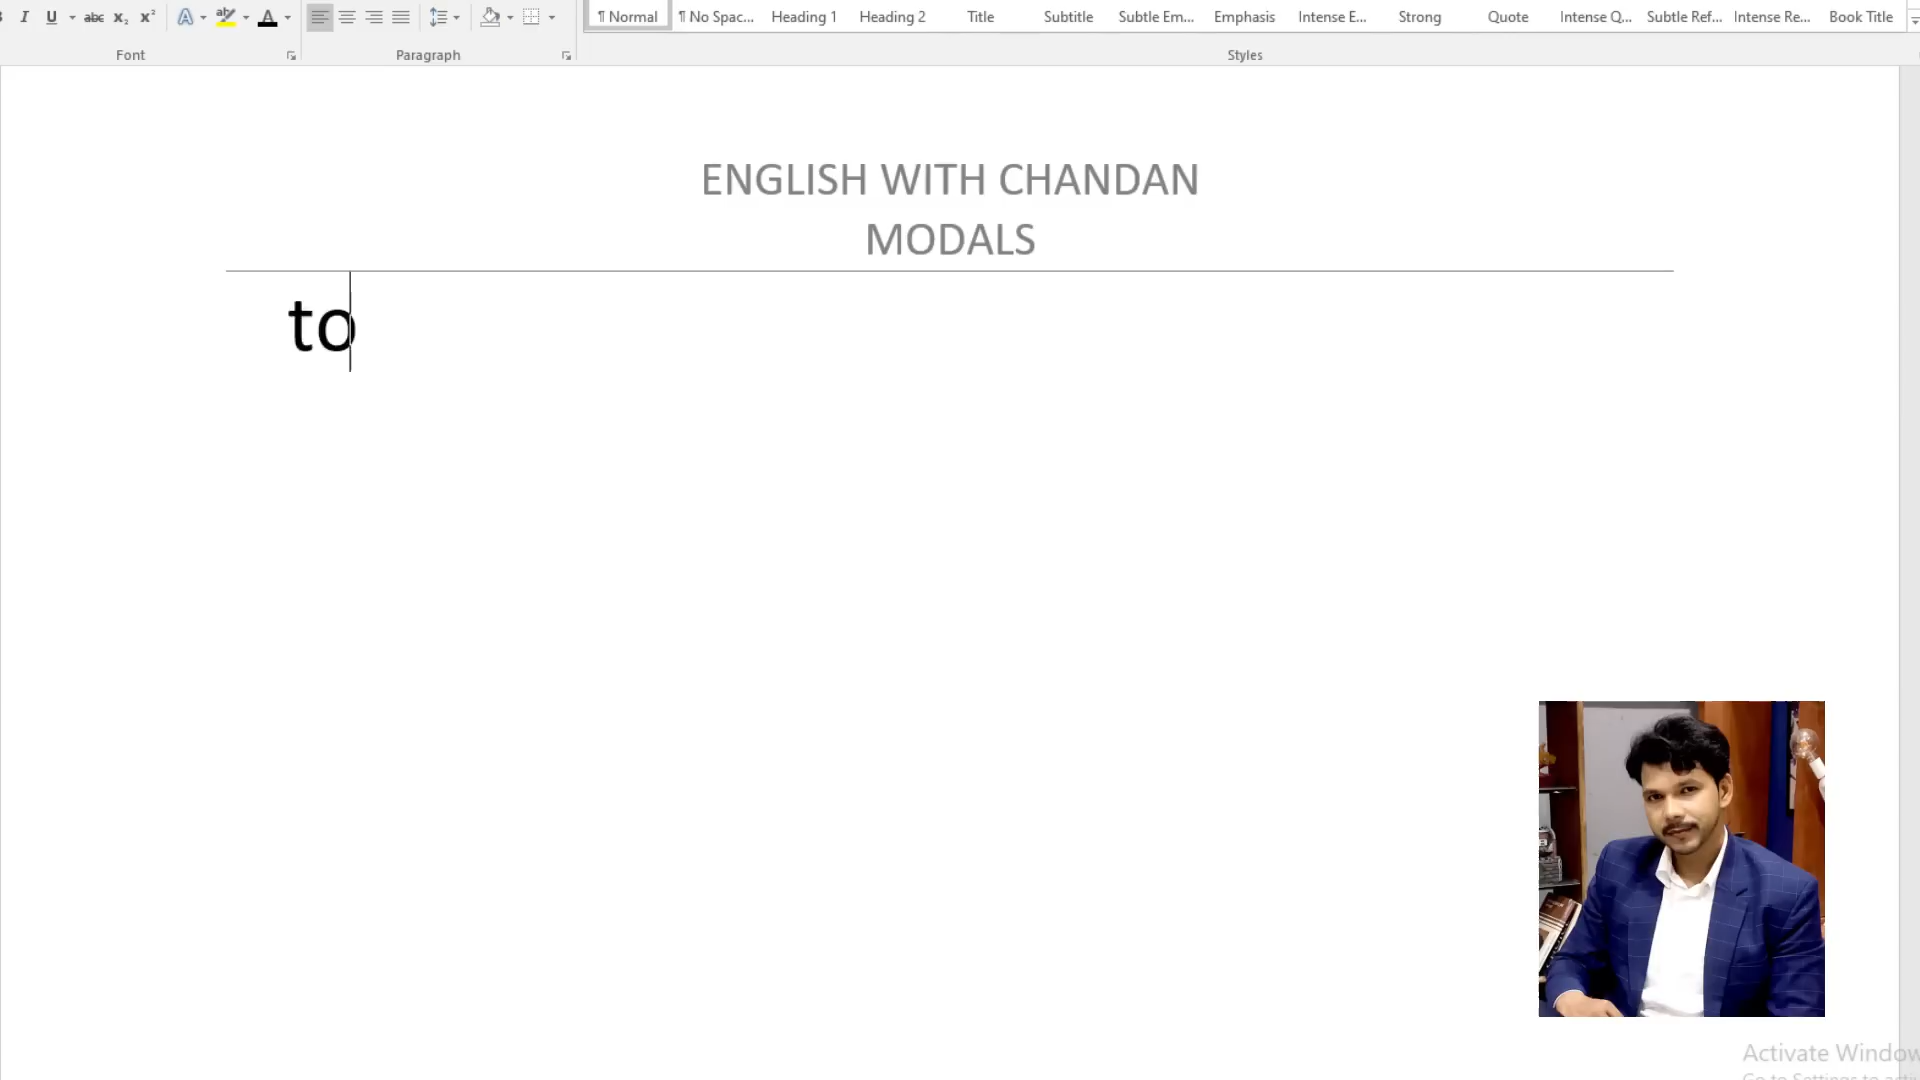 ¶ Normal ¶ No Spac... Heading 1 Heading 2 Title Subtitle Subtle Em... Emphasis Intense E... Strong Quote Intense Q... Subtle Ref... Intense Re... Book Title
Font Paragraph Styles
ENGLISH WITH CHANDAN
MODALS
to
Activate Window